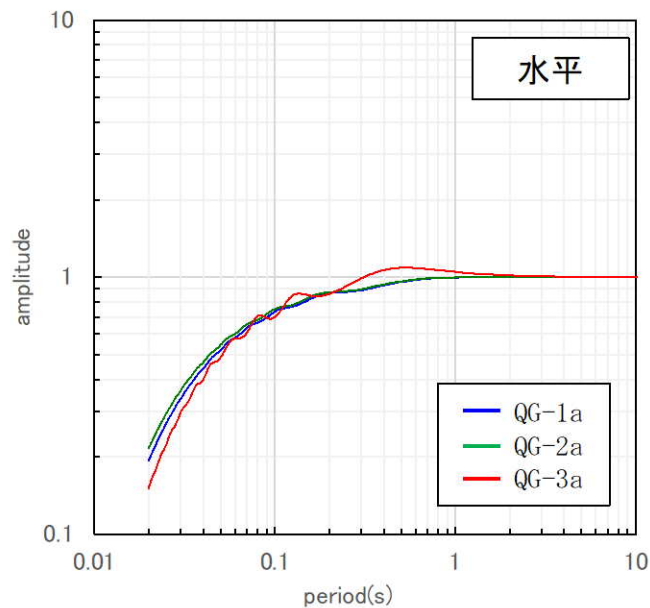 10
水平
amplitude
1
QG-1a
QG-2a
QG-3a
0.1
0.01
0.1
1
10
period(s)